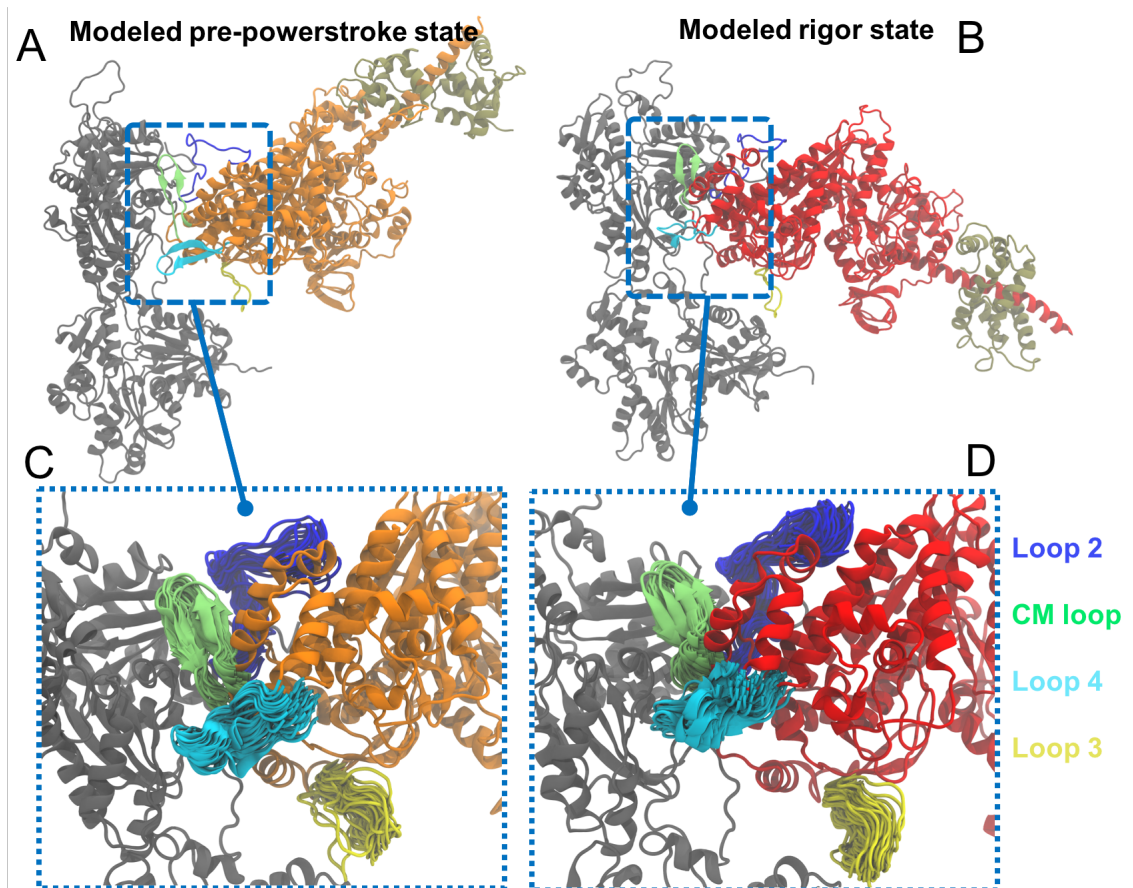 A
Modeled pre-powerstroke state
Modeled rigor state
B
C
D
Loop 2
CM loop
Loop 4
Loop 3